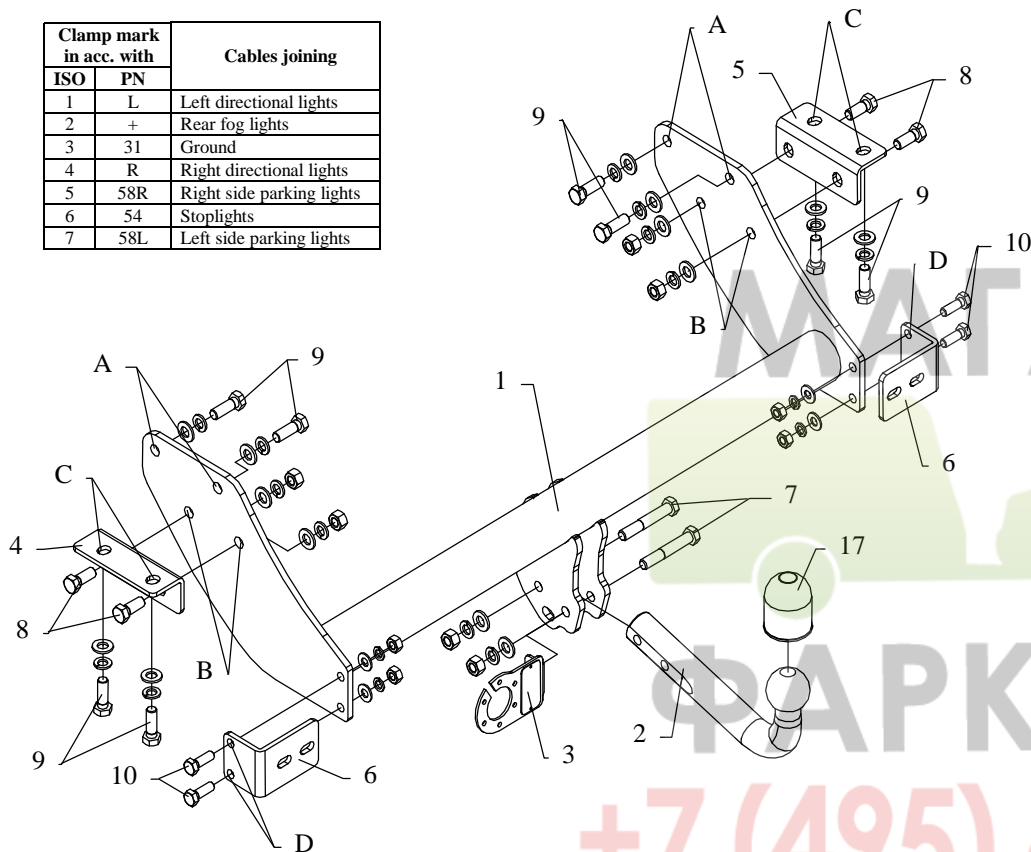 Clamp mark in acc. with Cables joining
ISO PN
1 L Left directional lights
2 + Rear fog lights
3 31 Ground
4 R Right directional lights
5 58R Right side parking lights
6 54 Stoplights
7 58L Left side parking lights
A
C
5
8
9
9
10
D
B
МАГ
A
9
1
6
C
7
4
17
8
B
ФАРК
2
3
9
10
6
D
+7 (495)